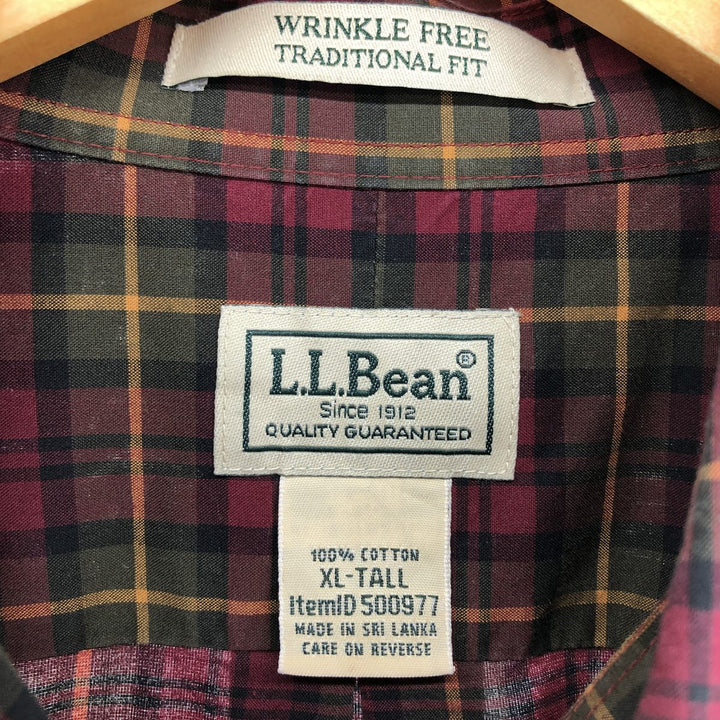 WRINKLE FREE
TRADITIONAL FIT
L.L.Bean®
Since 1912
QUALITY GUARANTEED
100% COTTON
XL-TALL
ItemID 500977
MADE IN SRI LANKA
CARE ON REVERSE